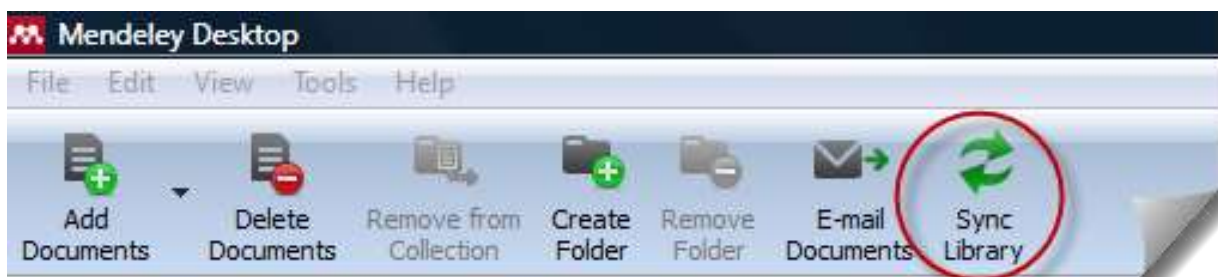 Mendeley Desktop
File Edit View Tools Help
Add Documents
Delete Documents
Remove from Collection
Create Folder
Remove Folder
E-mail Documents
Sync Library